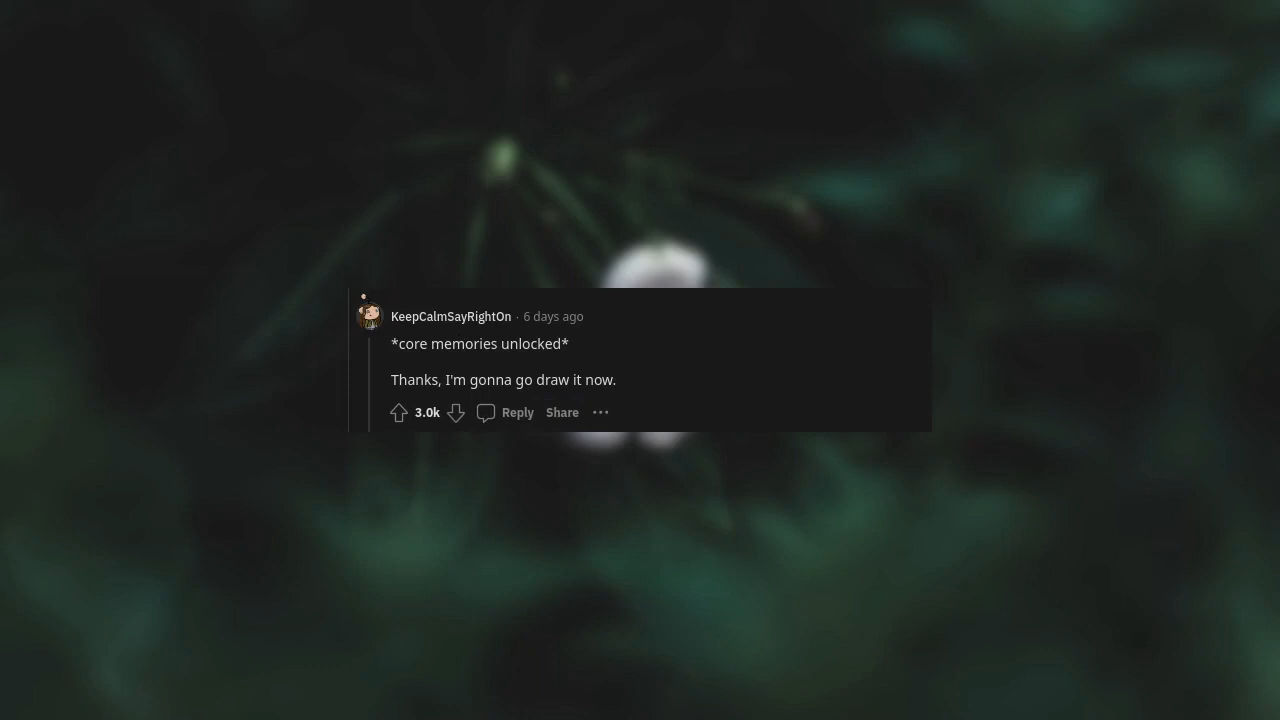 KeepCalmSayRightOn · 6 days ago
*core memories unlocked*
Thanks, I'm gonna go draw it now.
3.0k Reply Share ···